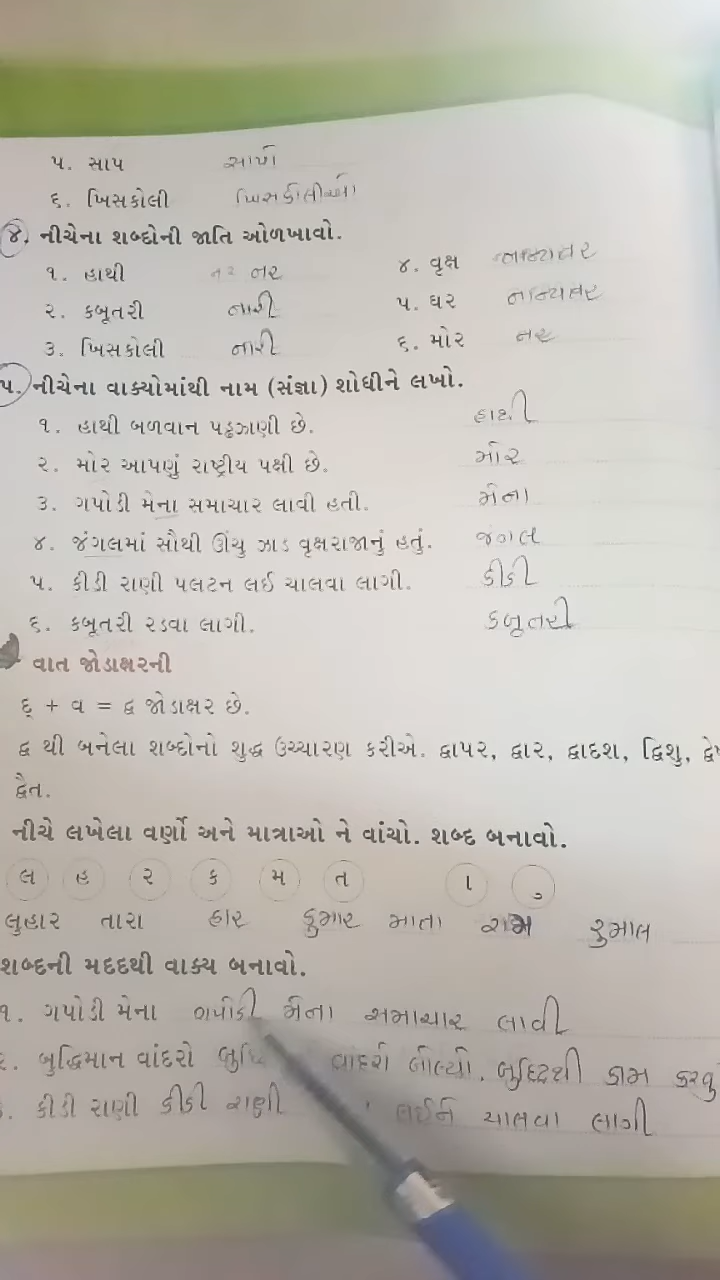 ૫. સાપ સાપો
૬. ખિસકોલી ખિસકોલીઓ
૪. નીચેના શબ્દોની જાતિ ઓળખાવો.
૧. હાથી નર ૪. વૃક્ષ નાન્યતર
૨. કબૂતરી નારી ૫. ઘર નાન્યતર
૩. ખિસકોલી નારી ૬. મોર નર
૫. નીચેના વાક્યોમાંથી નામ (સંજ્ઞા) શોધીને લખો.
૧. હાથી બળવાન પટ્ટઝાણી છે. હાથી
૨. મોર આપણું રાષ્ટ્રીય પક્ષી છે. મોર
૩. ગપોડી મેના સમાચાર લાવી હતી. મેના
૪. જંગલમાં સૌથી ઊંચુ ઝાડ વૃક્ષરાજાનું હતું. જંગલ
૫. કીડી રાણી પલટન લઈ ચાલવા લાગી. કીડી
૬. કબૂતરી રડવા લાગી. કબૂતરી
વાત જોડાક્ષરની
દ્ + વ = દ્વ જોડાક્ષર છે.
દ્વ થી બનેલા શબ્દોનો શુદ્ધ ઉચ્ચારણ કરીએ. દ્વાપર, દ્વાર, દ્વાદશ, દ્વિશુ,
દ્વૈત.
નીચે લખેલા વર્ણો અને માત્રાઓ ને વાંચો. શબ્દ બનાવો.
લ હ ર ક મ ત ા ુ
લુહાર તારા હાર કુમાર માતા રામ રુમાલ
શબ્દની મદદથી વાક્ય બનાવો.
૧. ગપોડી મેના ગપોડી મેના સમાચાર લાવી
૨. બુદ્ધિમાન વાંદરો વાંદરો બોલ્યો. બુદ્ધિથી કામ કરવુ
૩. કીડી રાણી કીડી રાણી લઈને ચાલવા લાગી